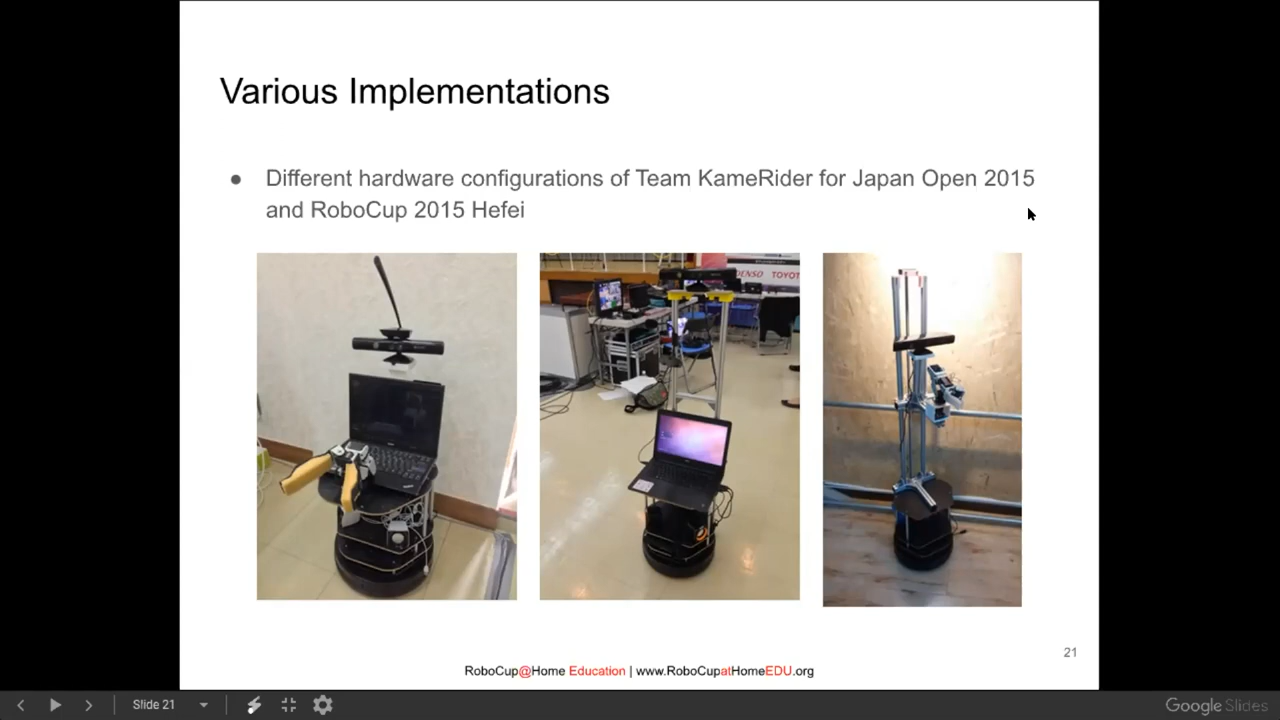 Various Implementations
● Different hardware configurations of Team KameRider for Japan Open 2015
and RoboCup 2015 Hefei
DENSO TOYOTA
21
RoboCup@Home Education | www.RoboCupatHomeEDU.org
Slide 21
Google Slides